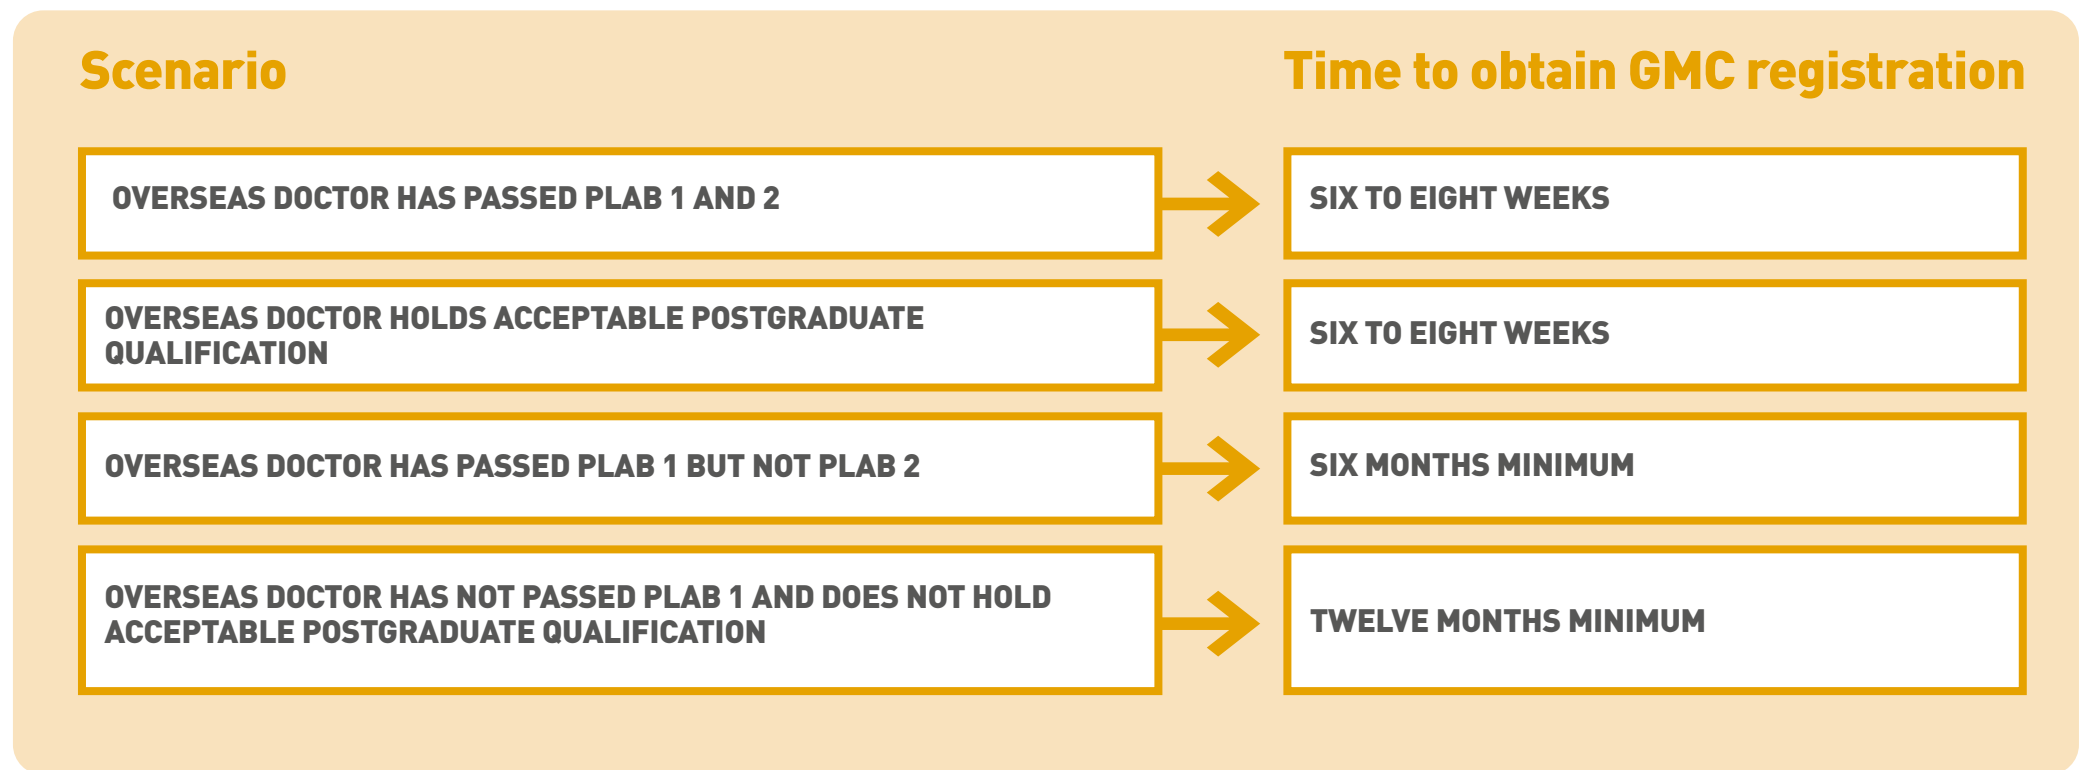 Scenario
Time to obtain GMC registration
OVERSEAS DOCTOR HAS PASSED PLAB 1 AND 2
SIX TO EIGHT WEEKS
OVERSEAS DOCTOR HOLDS ACCEPTABLE POSTGRADUATE
QUALIFICATION
SIX TO EIGHT WEEKS
OVERSEAS DOCTOR HAS PASSED PLAB 1 BUT NOT PLAB 2
SIX MONTHS MINIMUM
OVERSEAS DOCTOR HAS NOT PASSED PLAB 1 AND DOES NOT HOLD
ACCEPTABLE POSTGRADUATE QUALIFICATION
TWELVE MONTHS MINIMUM